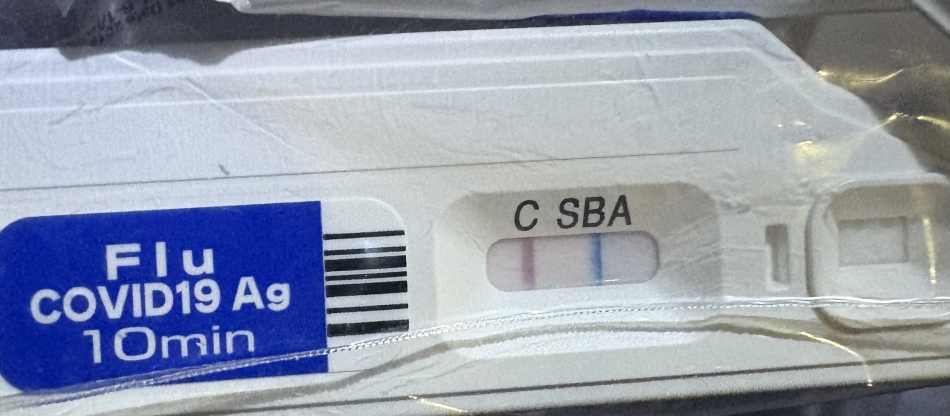 C SBA
Flu
COVID19 Ag
10min